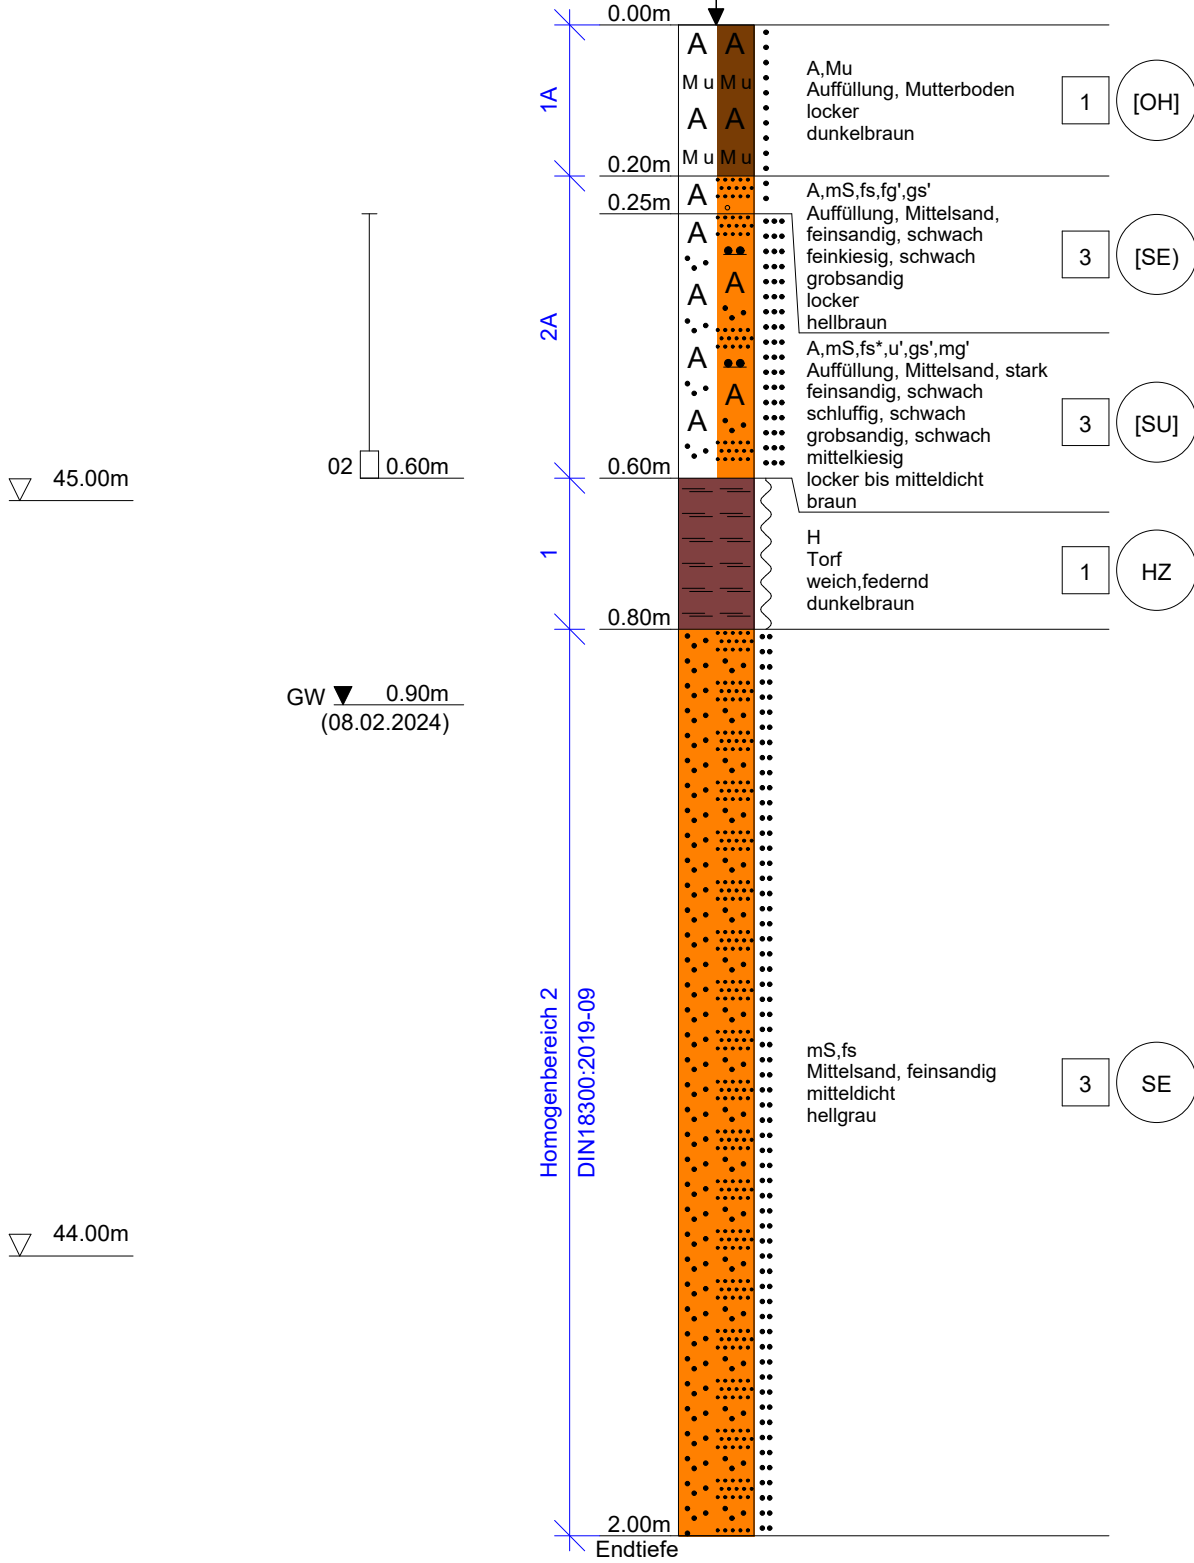 0.00m
1A
A A
Mu Mu
A A
Mu Mu
A,Mu
Auffüllung, Mutterboden
locker
dunkelbraun
1
[OH]
0.20m
A
0.25m
A,mS,fs,fg',gs'
Auffüllung, Mittelsand,
feinsandig, schwach
feinkiesig, schwach
grobsandig
locker
hellbraun
3
[SE)
2A
A
A
A
A
A
A
A,mS,fs*,u',gs',mg'
Auffüllung, Mittelsand, stark
feinsandig, schwach
schluffig, schwach
grobsandig, schwach
mittelkiesig
locker bis mitteldicht
braun
3
[SU]
02 0.60m
0.60m
45.00m
1
H
Torf
weich,federnd
dunkelbraun
1
HZ
0.80m
GW 0.90m
(08.02.2024)
Homogenbereich 2
DIN18300:2019-09
mS,fs
Mittelsand, feinsandig
mitteldicht
hellgrau
3
SE
44.00m
2.00m
Endtiefe